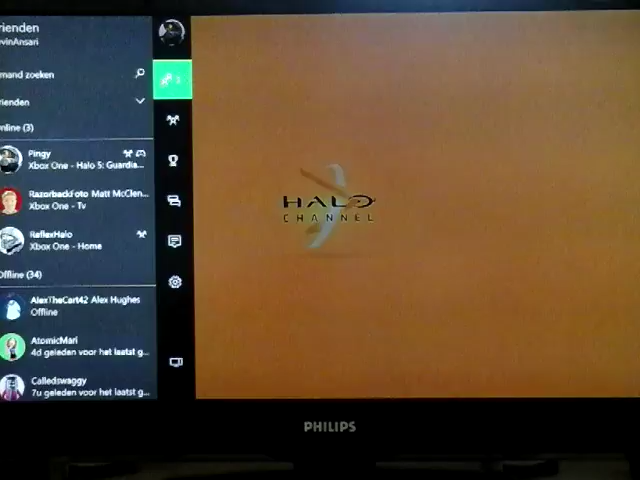 rienden
evinAnsari
mand zoeken
rienden
nline (3)
Pingy
Xbox One - Halo 5: Guardia...
RazorbackFoto Matt McClen...
Xbox One - Tv
ReflexHalo
Xbox One - Home
Offline (34)
AlexTheCart42 Alex Hughes
Offline
AtomicMari
4d geleden voor het laatst g...
Calledswaggy
7u geleden voor het laatst g...
HALO
CHANNEL
PHILIPS